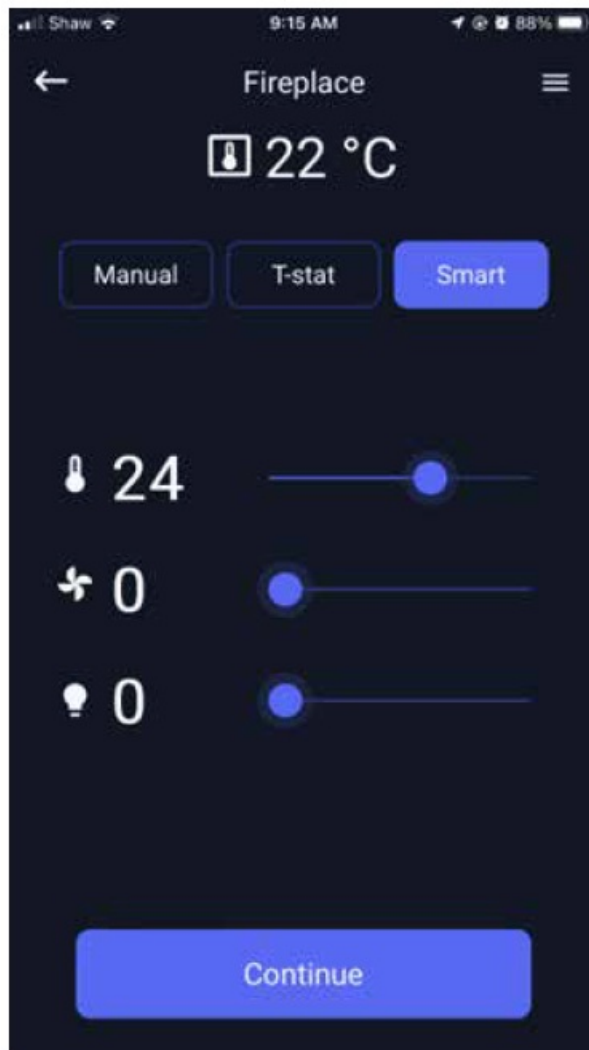 Shaw 9:15 AM 88%
Fireplace
22 °C
Manual T-stat Smart
24
0
0
Continue